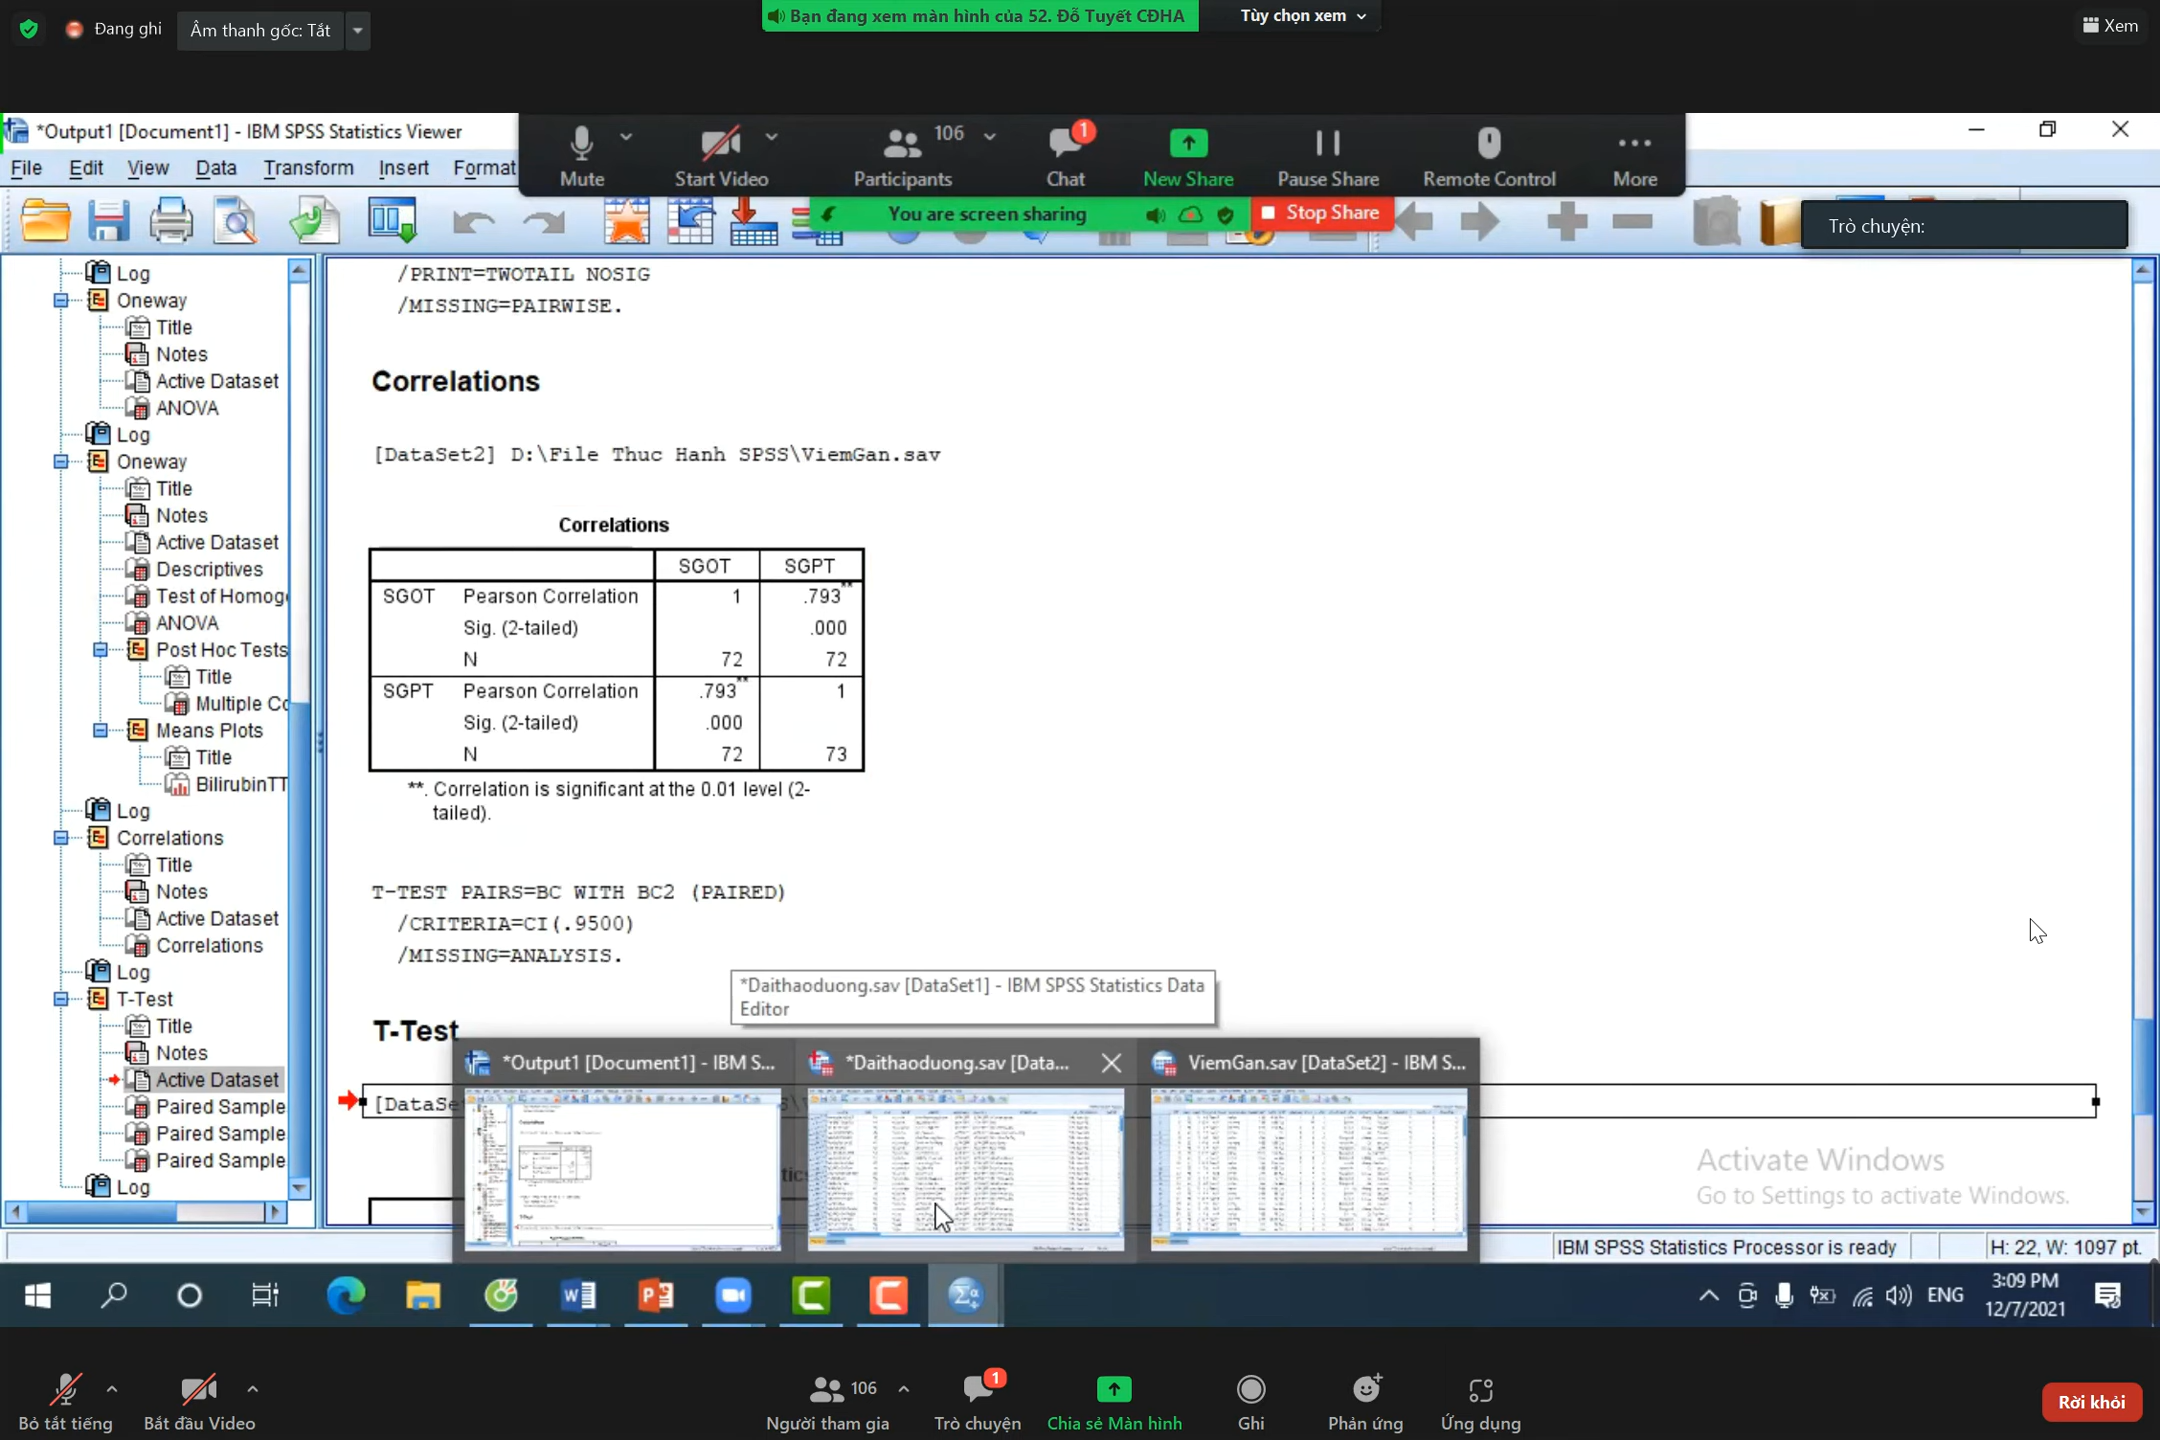 Đang ghi
Âm thanh gốc: Tắt
Bạn đang xem màn hình của 52. Đỗ Tuyết CĐHA
Tùy chọn xem
Xem
*Output1 [Document1] - IBM SPSS Statistics Viewer
File Edit View Data Transform Insert Format
Mute
Start Video
106
Participants
1
Chat
New Share
Pause Share
Remote Control
More
You are screen sharing
Stop Share
Trò chuyện:
Log
Oneway
Title
Notes
Active Dataset
ANOVA
Log
Oneway
Title
Notes
Active Dataset
Descriptives
Test of Homog
ANOVA
Post Hoc Tests
Title
Multiple Co
Means Plots
Title
BilirubinTT
Log
Correlations
Title
Notes
Active Dataset
Correlations
Log
T-Test
Title
Notes
Active Dataset
Paired Sample
Paired Sample
Paired Sample
Log
/PRINT=TWOTAIL NOSIG
/MISSING=PAIRWISE.
Correlations
[DataSet2] D:\File Thuc Hanh SPSS\ViemGan.sav
Correlations
SGOT SGPT
SGOT Pearson Correlation 1 .793**
Sig. (2-tailed) .000
N 72 72
SGPT Pearson Correlation .793** 1
Sig. (2-tailed) .000
N 72 73
**. Correlation is significant at the 0.01 level (2-
tailed).
T-TEST PAIRS=BC WITH BC2 (PAIRED)
/CRITERIA=CI(.9500)
/MISSING=ANALYSIS.
*Daithaoduong.sav [DataSet1] - IBM SPSS Statistics Data
Editor
T-Test
*Output1 [Document1] - IBM S...
*Daithaoduong.sav [Data...
ViemGan.sav [DataSet2] - IBM S...
[DataSe
Activate Windows
Go to Settings to activate Windows.
IBM SPSS Statistics Processor is ready
H: 22, W: 1097 pt.
ENG
3:09 PM
12/7/2021
Bỏ tắt tiếng
Bắt đầu Video
106
Người tham gia
1
Trò chuyện
Chia sẻ Màn hình
Ghi
Phản ứng
Ứng dụng
Rời khỏi